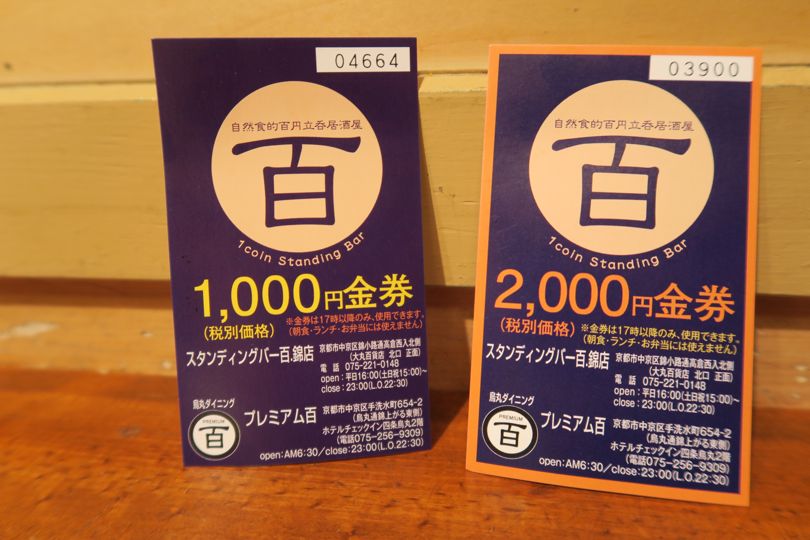 04664
自然食的百円立呑居酒屋
百
1coin Standing Bar
1,000円金券
(税別価格)
※金券は17時以降のみ、使用できます。
(朝食・ランチ・お弁当には使えません)
スタンディングバー百.錦店
京都市中京区錦小路通高倉西入北側
(大丸百貨店 北口 正面)
電 話 075-221-0148
open:平日16:00(土日祝15:00)〜
close:23:00(L.O.22:30)
烏丸ダイニング
PREMIUM
百
プレミアム百
京都市中京区手洗水町654-2
(烏丸通錦上がる東側)
ホテルチェックイン四条烏丸2階
(電話075-256-9309)
open:AM6:30/close:23:00(L.O.22:30)
03900
自然食的百円立呑居酒屋
百
1coin Standing Bar
2,000円金券
(税別価格)
※金券は17時以降のみ、使用できます。
(朝食・ランチ・お弁当には使えません)
スタンディングバー百.錦店
京都市中京区錦小路通高倉西入北側
(大丸百貨店 北口 正面)
電 話 075-221-0148
open:平日16:00(土日祝15:00)〜
close:23:00(L.O.22:30)
烏丸ダイニング
PREMIUM
百
プレミアム百
京都市中京区手洗水町654-2
(烏丸通錦上がる東側)
ホテルチェックイン四条烏丸2階
(電話075-256-9309)
open:AM6:30/close:23:00(L.O.22:30)